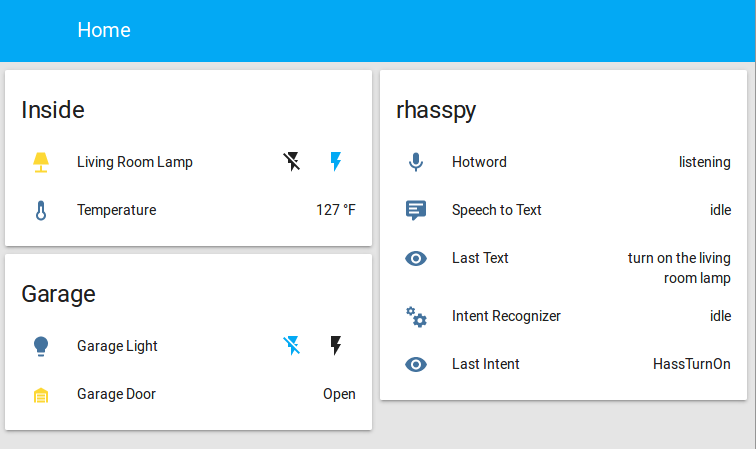 Home
Inside
Living Room Lamp
Temperature 127 °F
Garage
Garage Light
Garage Door Open
rhasspy
Hotword listening
Speech to Text idle
Last Text turn on the living
room lamp
Intent Recognizer idle
Last Intent HassTurnOn